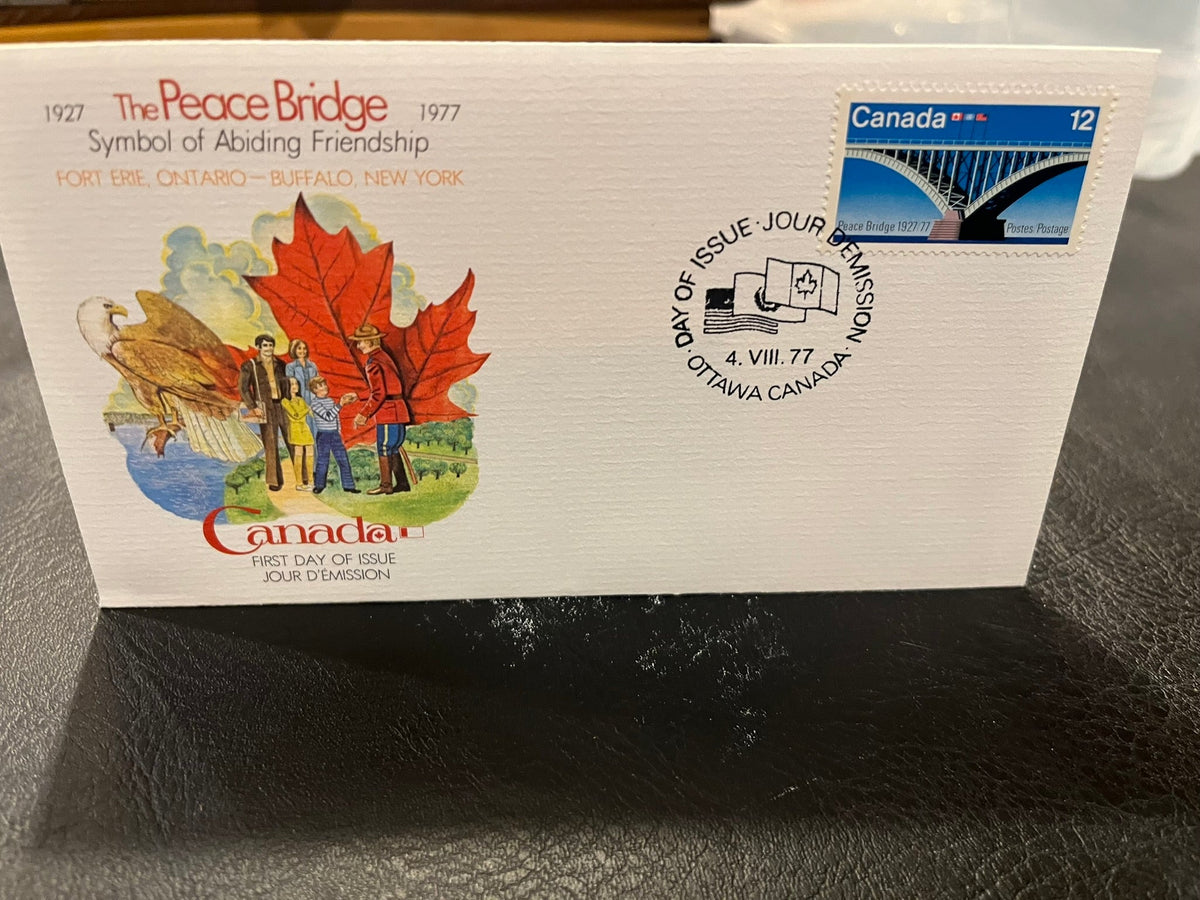 1927 The Peace Bridge 1977
Symbol of Abiding Friendship
FORT ERIE, ONTARIO — BUFFALO, NEW YORK
Canada
FIRST DAY OF ISSUE
JOUR D'ÉMISSION
Canada 12
Peace Bridge 1927/77 Postes/Postage
DAY OF ISSUE · JOUR D'EMISSION ·
4. VIII. 77
OTTAWA CANADA ·